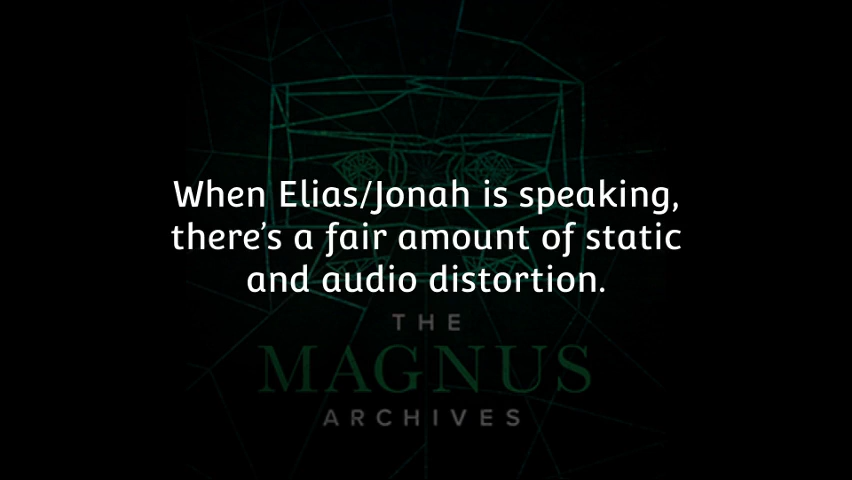 When Elias/Jonah is speaking,
there’s a fair amount of static
and audio distortion.
THE
MAGNUS
ARCHIVES